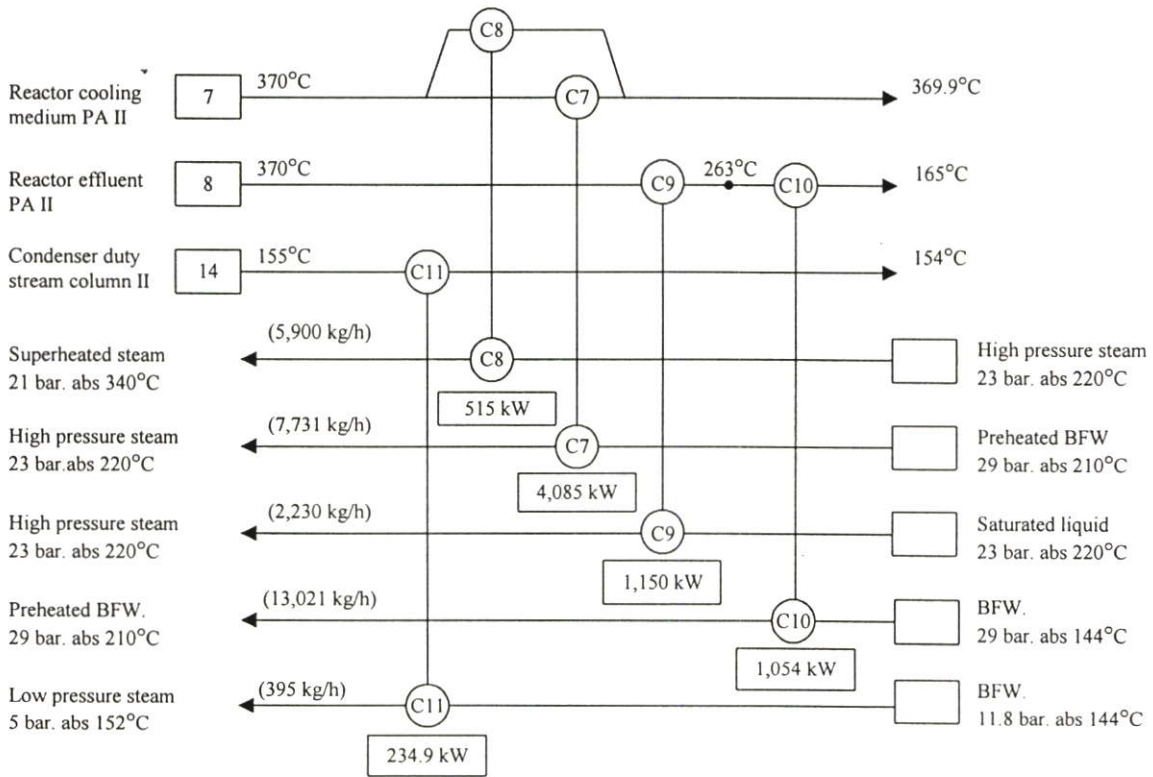 C8
Reactor cooling
medium PA II
7
370°C
C7
369.9°C
Reactor effluent
PA II
8
370°C
C9
263°C
C10
165°C
Condenser duty
stream column II
14
155°C
C11
154°C
(5,900 kg/h)
Superheated steam
21 bar. abs 340°C
C8
515 kW
High pressure steam
23 bar. abs 220°C
(7,731 kg/h)
High pressure steam
23 bar.abs 220°C
C7
4,085 kW
Preheated BFW
29 bar. abs 210°C
(2,230 kg/h)
High pressure steam
23 bar. abs 220°C
C9
1,150 kW
Saturated liquid
23 bar. abs 220°C
(13,021 kg/h)
Preheated BFW.
29 bar. abs 210°C
C10
1,054 kW
BFW.
29 bar. abs 144°C
(395 kg/h)
Low pressure steam
5 bar. abs 152°C
C11
234.9 kW
BFW.
11.8 bar. abs 144°C